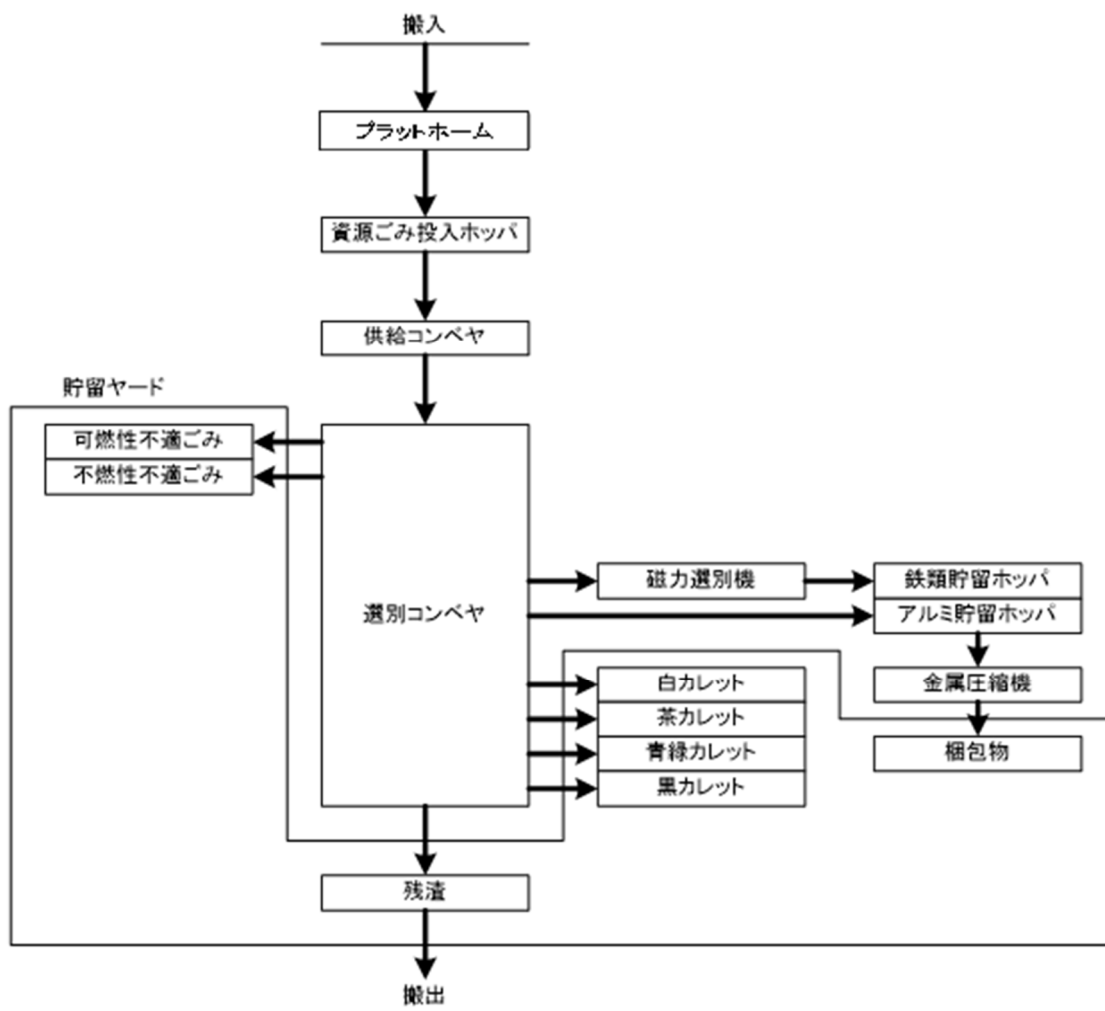 搬入
プラットホーム
資源ごみ投入ホッパ
供給コンベヤ
貯留ヤード
可燃性不適ごみ
不燃性不適ごみ
選別コンベヤ
磁力選別機
鉄類貯留ホッパ
アルミ貯留ホッパ
金属圧縮機
梱包物
白カレット
茶カレット
青緑カレット
黒カレット
残渣
搬出